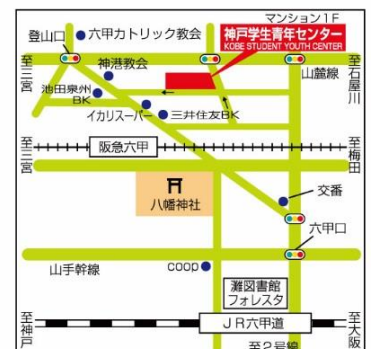 マンション1F
登山口
六甲カトリック教会
神戸学生青年センター
KOBE STUDENT YOUTH CENTER
至三宮
神港教会
山麓線
至石屋川
池田泉州
BK
イカリスーパー
三井住友BK
至三宮
阪急六甲
至梅田
八幡神社
交番
六甲口
山手幹線
coop
灘図書館
フォレスタ
至神戸
JR六甲道
至大阪
至2号線